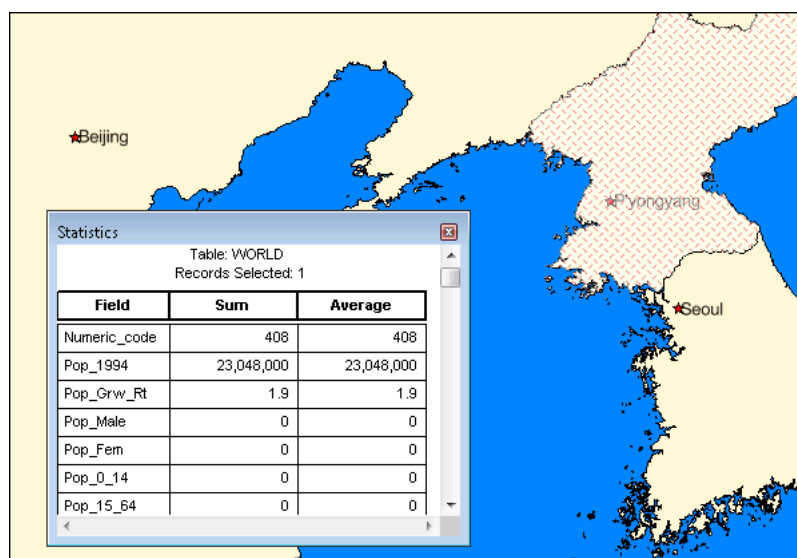 Beijing
P'yongyang
Seoul
Statistics
Table: WORLD
Records Selected: 1
Field Sum Average
Numeric_code 408 408
Pop_1994 23,048,000 23,048,000
Pop_Grw_Rt 1.9 1.9
Pop_Male 0 0
Pop_Fem 0 0
Pop_0_14 0 0
Pop_15_64 0 0